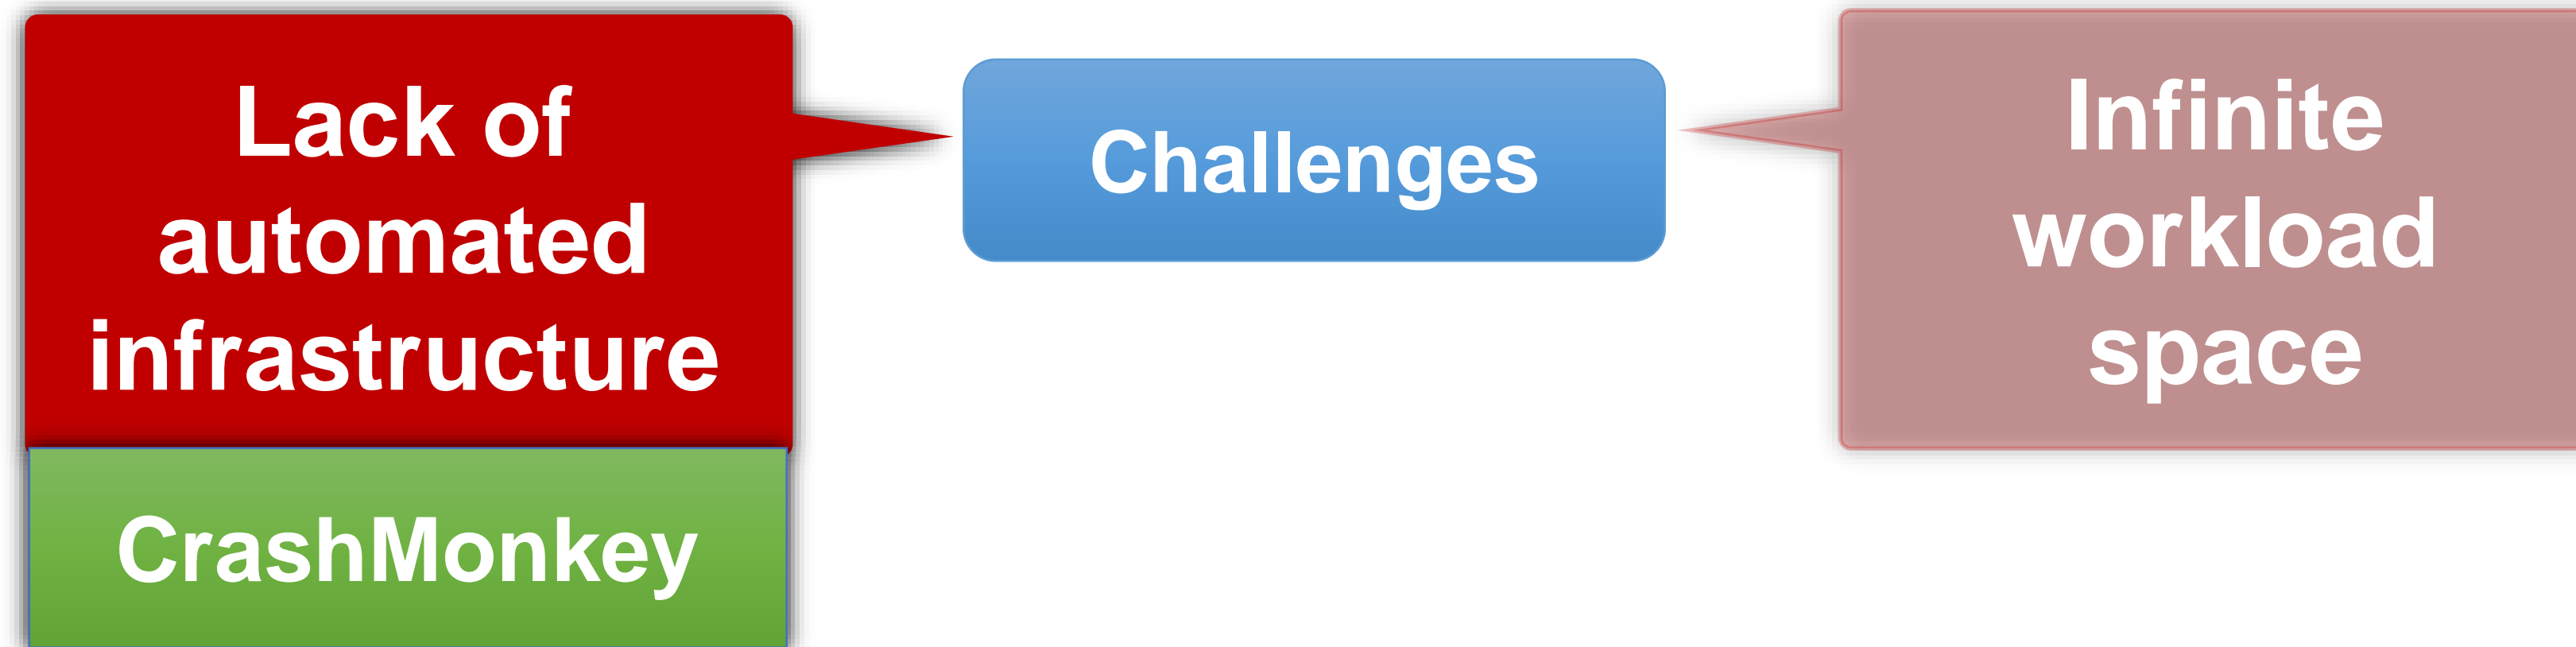 Lack of
automated
infrastructure
CrashMonkey
Challenges
Infinite
workload
space